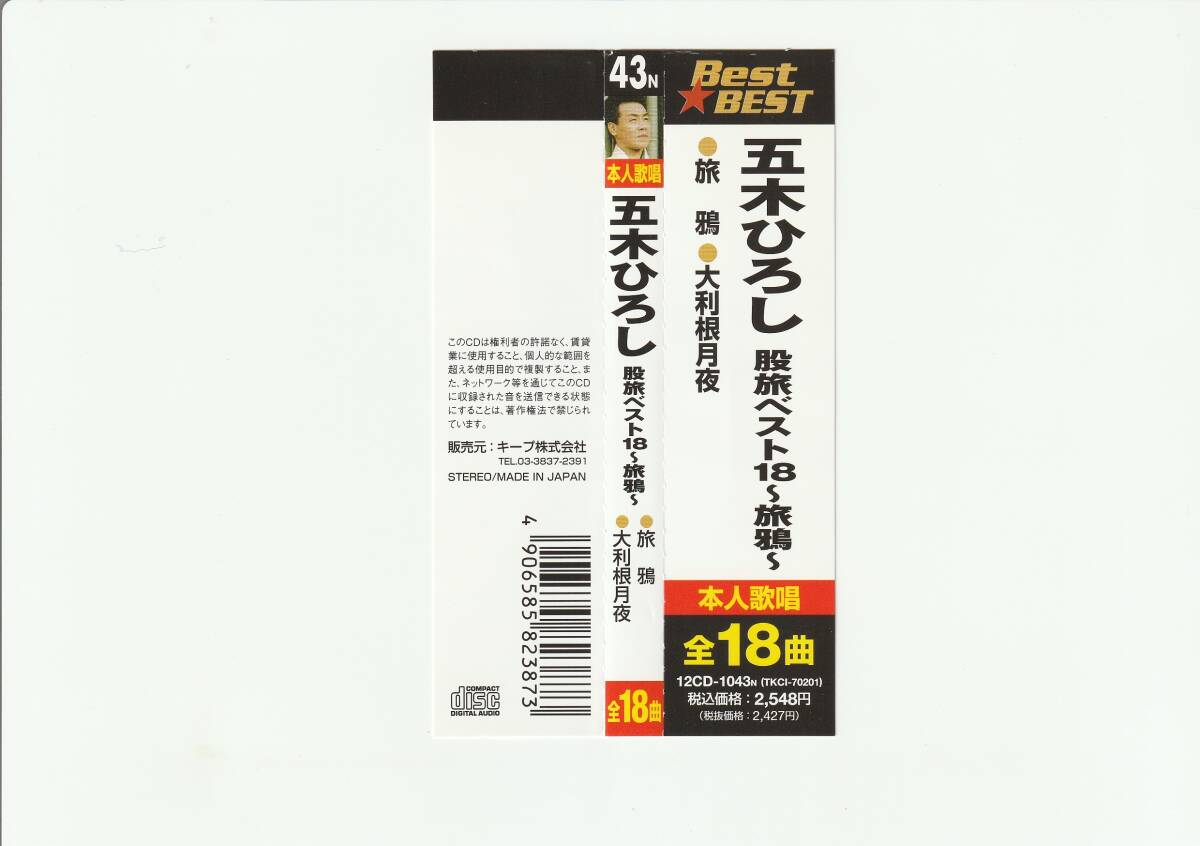 Best
BEST
五木ひろし 股旅ベスト18～旅鴉～
●旅 鴉●大利根月夜
本人歌唱
全18曲
12CD-1043N (TKCI-70201)
税込価格：2,548円
（税抜価格：2,427円）
43N
本人歌唱
五木ひろし 股旅ベスト18～旅鴉～
●旅 鴉
●大利根月夜
全18曲
このCDは権利者の許諾なく、賃貸
業に使用すること、個人的な範囲を
超える使用目的で複製すること、ま
た、ネットワーク等を通じてこのCD
に収録された音を送信できる状態
にすることは、著作権法で禁じられ
ています。
販売元：キープ株式会社
TEL.03-3837-2391
STEREO/MADE IN JAPAN
4 906585 823873
COMPACT
disc
DIGITAL AUDIO